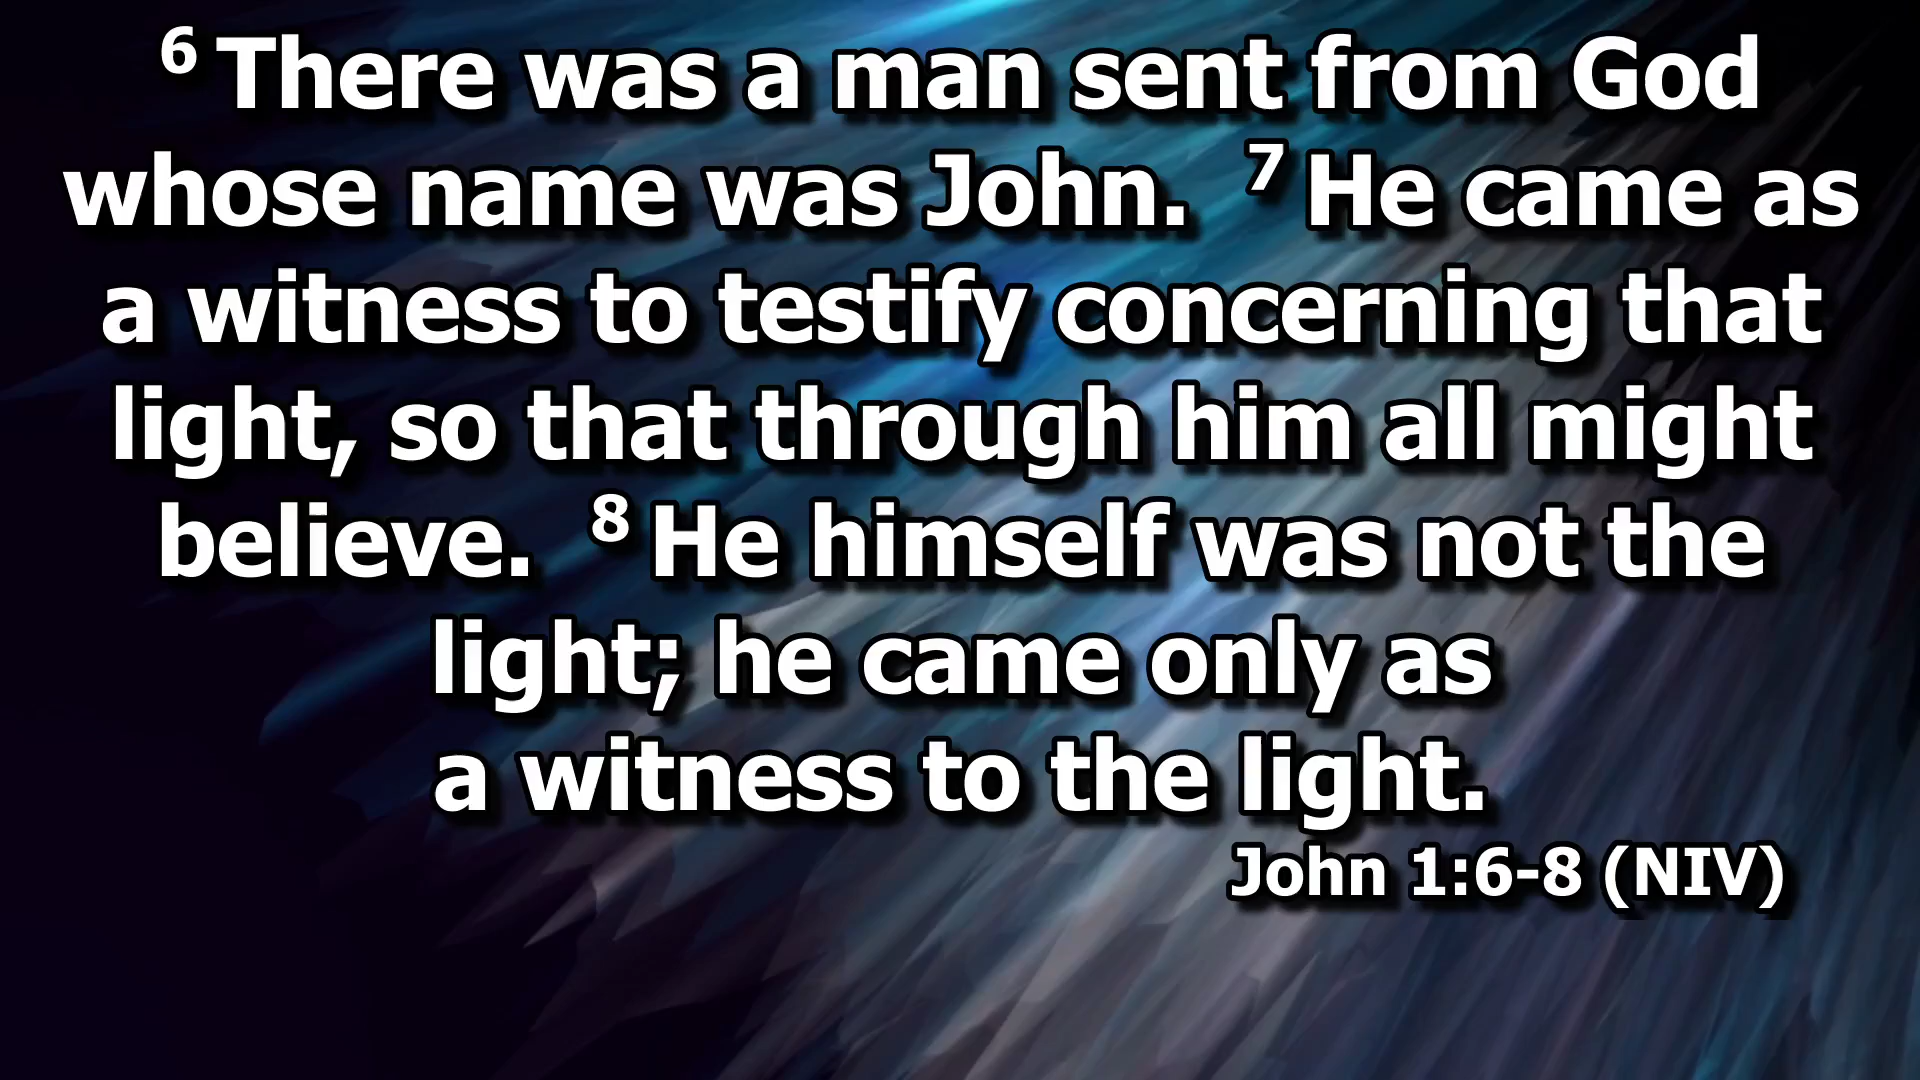 6 There was a man sent from God
whose name was John. 7 He came as
a witness to testify concerning that
light, so that through him all might
believe. 8 He himself was not the
light; he came only as
a witness to the light.
John 1:6-8 (NIV)